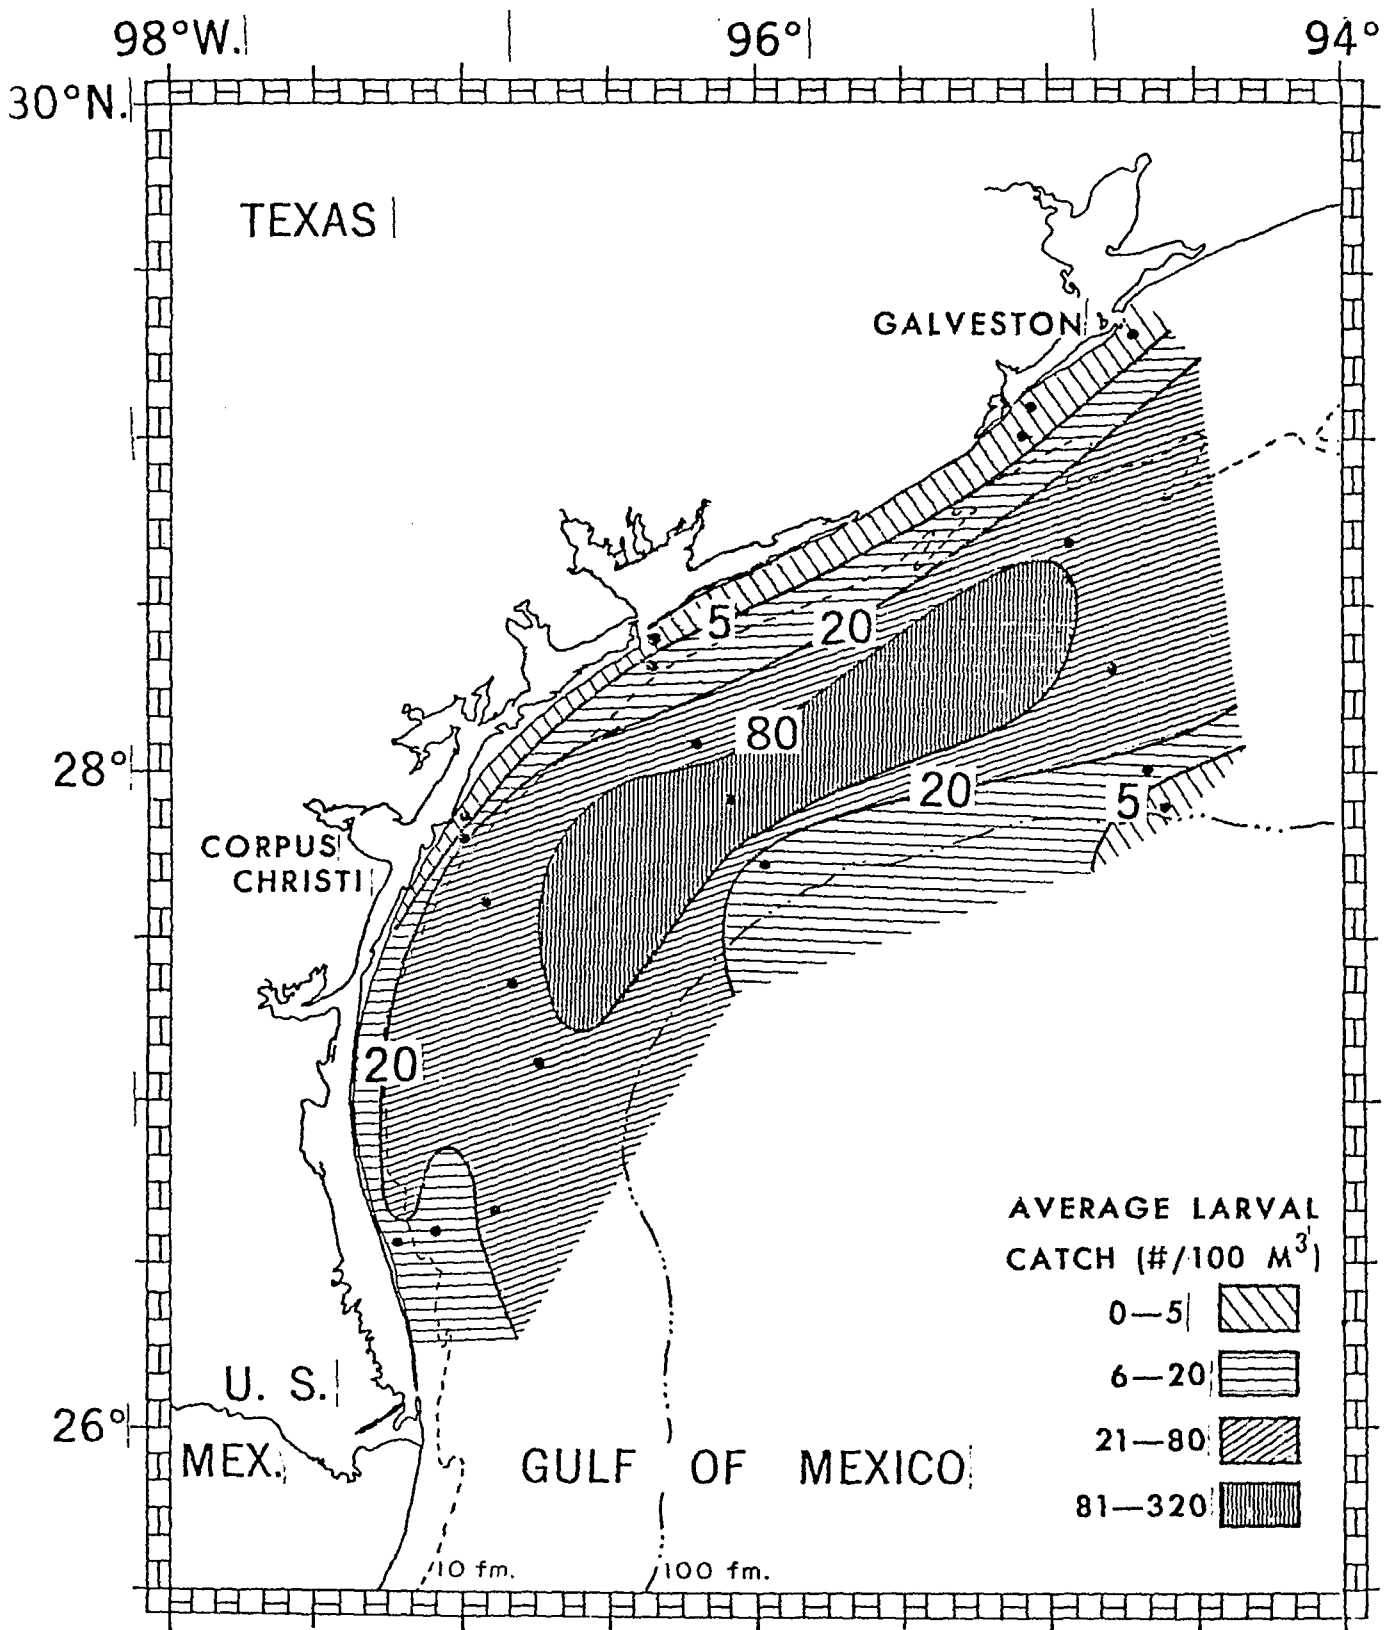 98°W. 96° 94°
30°N.
TEXAS
GALVESTON
5 20
80
28° 20 5
CORPUS
CHRISTI
20
AVERAGE LARVAL
CATCH (#/100 M³)
0—5
6—20
21—80
81—320
U. S.
26°
MEX. GULF OF MEXICO
10 fm. 100 fm.